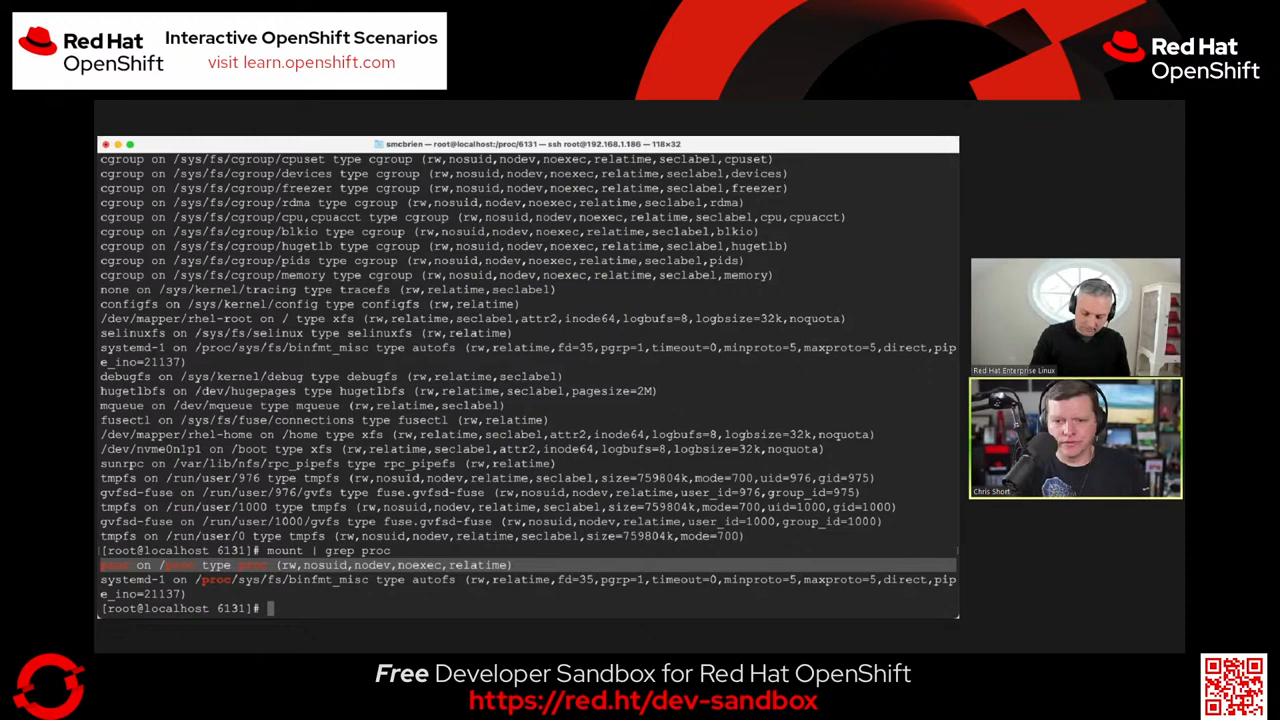 Red Hat
OpenShift
Interactive OpenShift Scenarios
visit learn.openshift.com
Red Hat
OpenShift
smcbrien — root@localhost:/proc/6131 — ssh root@192.168.1.186 — 118×32
cgroup on /sys/fs/cgroup/cpuset type cgroup (rw,nosuid,nodev,noexec,relatime,seclabel,cpuset)
cgroup on /sys/fs/cgroup/devices type cgroup (rw,nosuid,nodev,noexec,relatime,seclabel,devices)
cgroup on /sys/fs/cgroup/freezer type cgroup (rw,nosuid,nodev,noexec,relatime,seclabel,freezer)
cgroup on /sys/fs/cgroup/rdma type cgroup (rw,nosuid,nodev,noexec,relatime,seclabel,rdma)
cgroup on /sys/fs/cgroup/cpu,cpuacct type cgroup (rw,nosuid,nodev,noexec,relatime,seclabel,cpu,cpuacct)
cgroup on /sys/fs/cgroup/blkio type cgroup (rw,nosuid,nodev,noexec,relatime,seclabel,blkio)
cgroup on /sys/fs/cgroup/hugetlb type cgroup (rw,nosuid,nodev,noexec,relatime,seclabel,hugetlb)
cgroup on /sys/fs/cgroup/pids type cgroup (rw,nosuid,nodev,noexec,relatime,seclabel,pids)
cgroup on /sys/fs/cgroup/memory type cgroup (rw,nosuid,nodev,noexec,relatime,seclabel,memory)
none on /sys/kernel/tracing type tracefs (rw,relatime,seclabel)
configfs on /sys/kernel/config type configfs (rw,relatime)
/dev/mapper/rhel-root on / type xfs (rw,relatime,seclabel,attr2,inode64,logbufs=8,logbsize=32k,noquota)
selinuxfs on /sys/fs/selinux type selinuxfs (rw,relatime)
systemd-1 on /proc/sys/fs/binfmt_misc type autofs (rw,relatime,fd=35,pgrp=1,timeout=0,minproto=5,maxproto=5,direct,pip
e_ino=21137)
debugfs on /sys/kernel/debug type debugfs (rw,relatime,seclabel)
hugetlbfs on /dev/hugepages type hugetlbfs (rw,relatime,seclabel,pagesize=2M)
mqueue on /dev/mqueue type mqueue (rw,relatime,seclabel)
fusectl on /sys/fs/fuse/connections type fusectl (rw,relatime)
/dev/mapper/rhel-home on /home type xfs (rw,relatime,seclabel,attr2,inode64,logbufs=8,logbsize=32k,noquota)
/dev/nvme0n1p1 on /boot type xfs (rw,relatime,seclabel,attr2,inode64,logbufs=8,logbsize=32k,noquota)
sunrpc on /var/lib/nfs/rpc_pipefs type rpc_pipefs (rw,relatime)
tmpfs on /run/user/976 type tmpfs (rw,nosuid,nodev,relatime,seclabel,size=759804k,mode=700,uid=976,gid=975)
gvfsd-fuse on /run/user/976/gvfs type fuse.gvfsd-fuse (rw,nosuid,nodev,relatime,user_id=976,group_id=975)
tmpfs on /run/user/1000 type tmpfs (rw,nosuid,nodev,relatime,seclabel,size=759804k,mode=700,uid=1000,gid=1000)
gvfsd-fuse on /run/user/1000/gvfs type fuse.gvfsd-fuse (rw,nosuid,nodev,relatime,user_id=1000,group_id=1000)
tmpfs on /run/user/0 type tmpfs (rw,nosuid,nodev,relatime,seclabel,size=759804k,mode=700)
[root@localhost 6131]# mount | grep proc
proc on /proc type proc (rw,nosuid,nodev,noexec,relatime)
systemd-1 on /proc/sys/fs/binfmt_misc type autofs (rw,relatime,fd=35,pgrp=1,timeout=0,minproto=5,maxproto=5,direct,pip
e_ino=21137)
[root@localhost 6131]#
Red Hat Enterprise Linux
Chris Short
Free Developer Sandbox for Red Hat OpenShift
https://red.ht/dev-sandbox